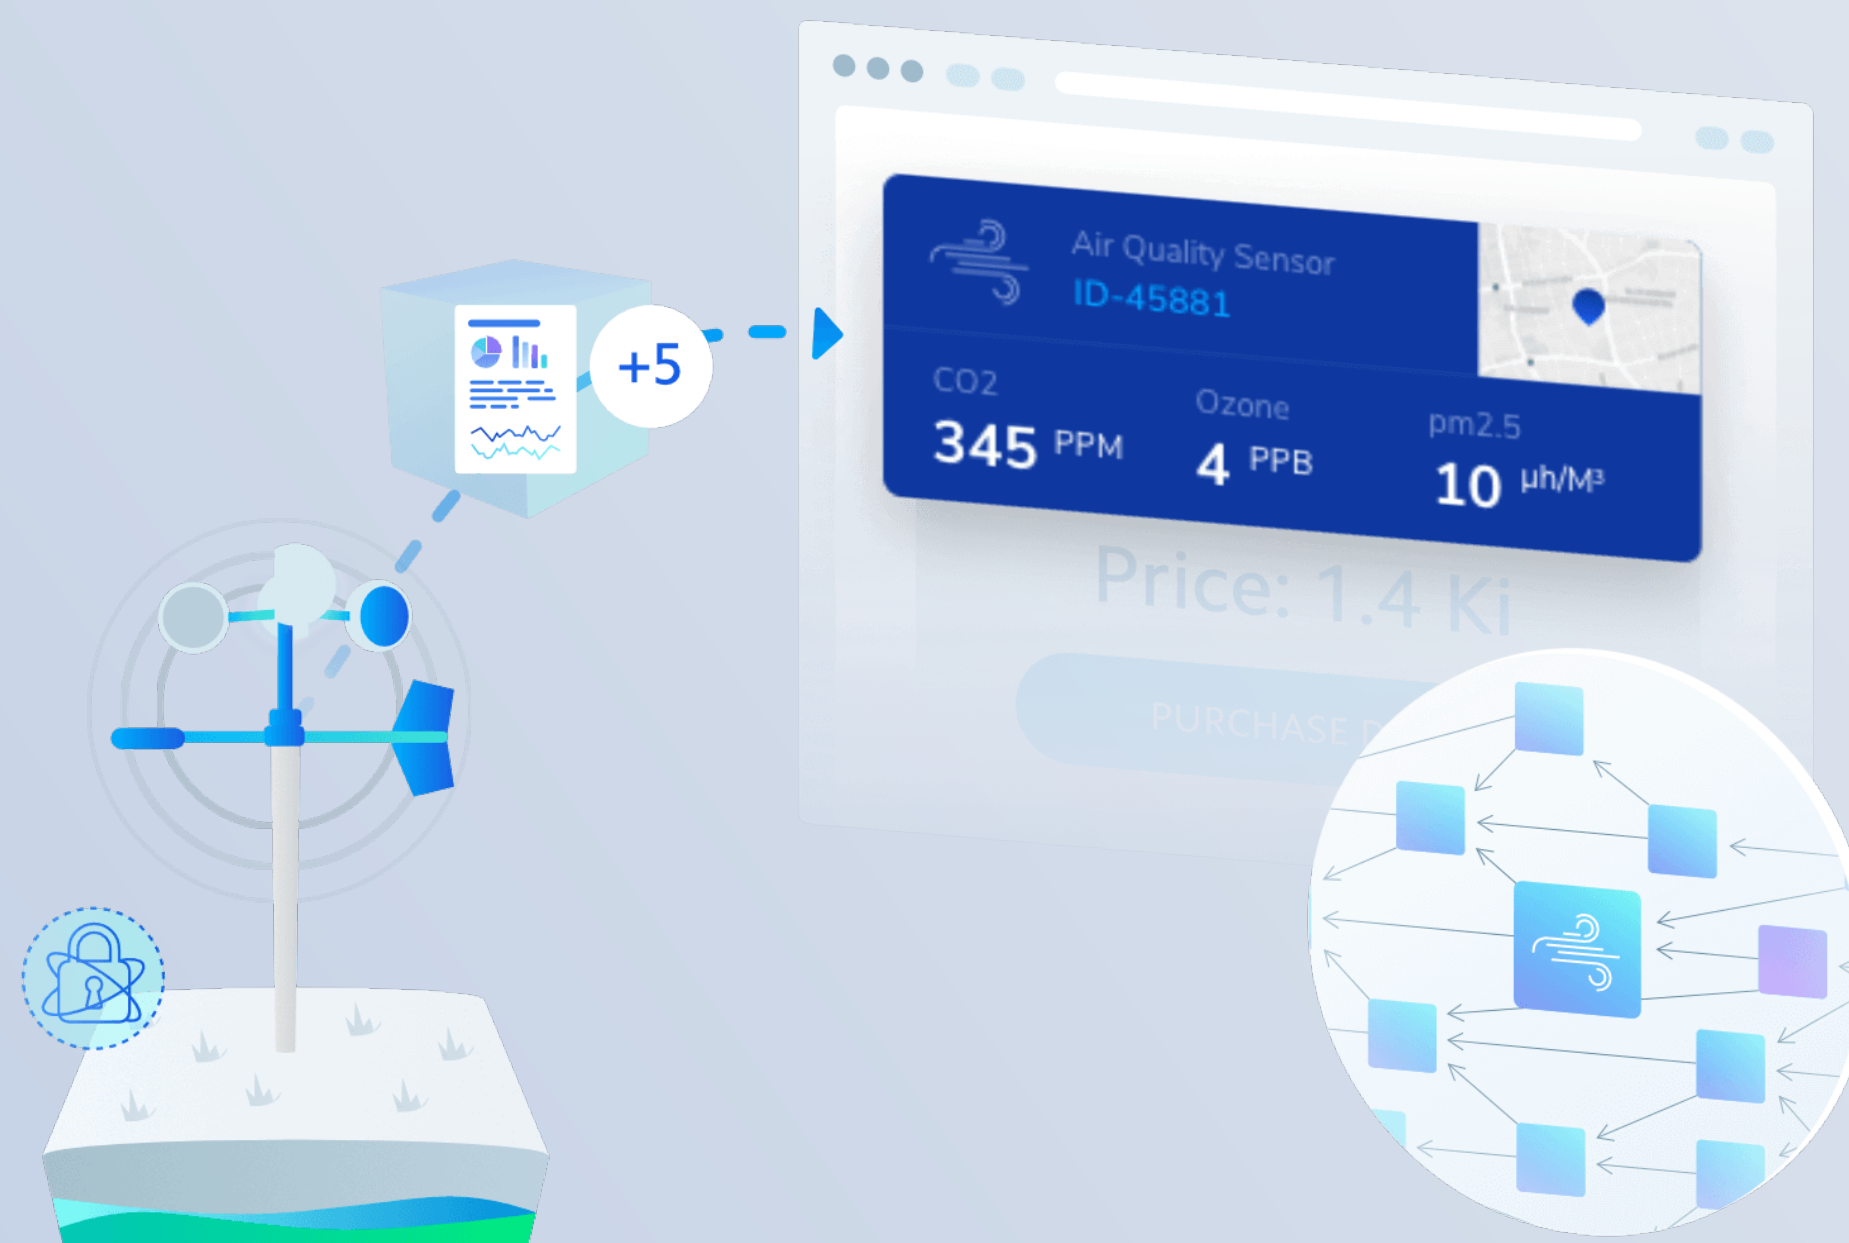 +5
Air Quality Sensor
ID-45881
CO2
345 PPM
Ozone
4 PPB
pm2.5
10 µh/M³
Price: 1.4 Ki
PURCHASE